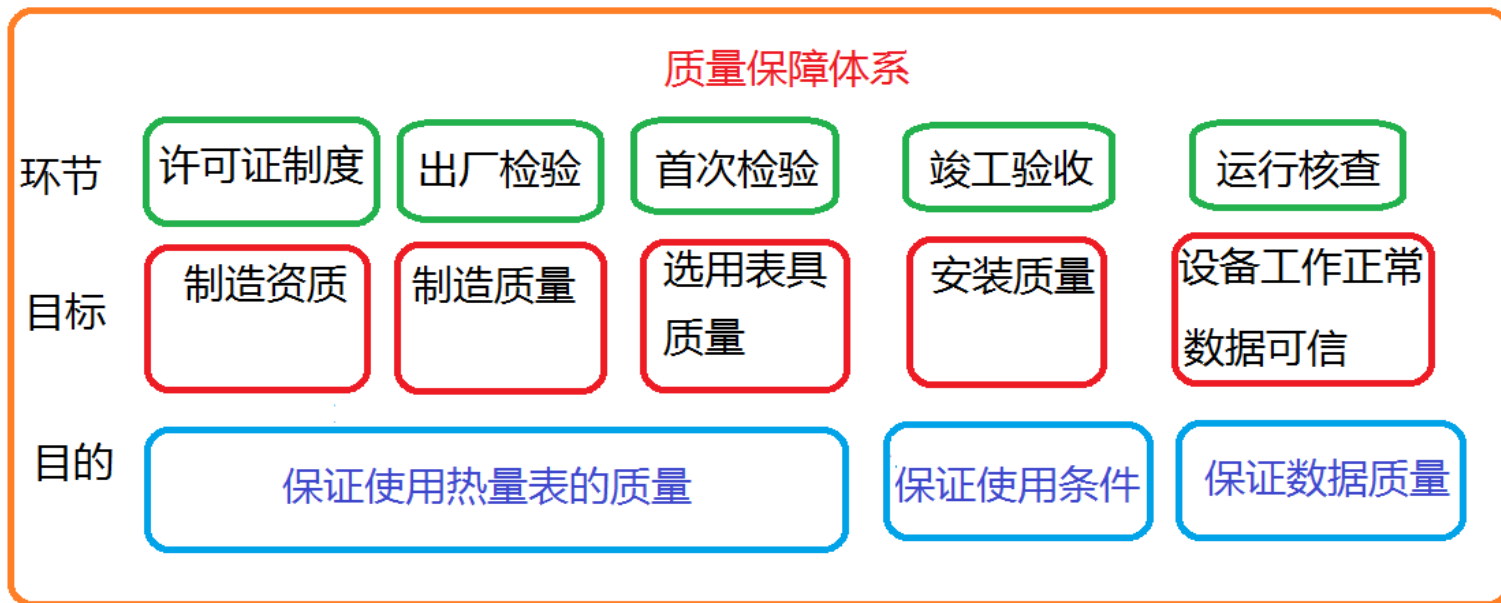 质量保障体系
环节 许可证制度 出厂检验 首次检验 竣工验收 运行核查
目标 制造资质 制造质量 选用表具 安装质量 设备工作正常
质量 数据可信
目的 保证使用热量表的质量 保证使用条件 保证数据质量